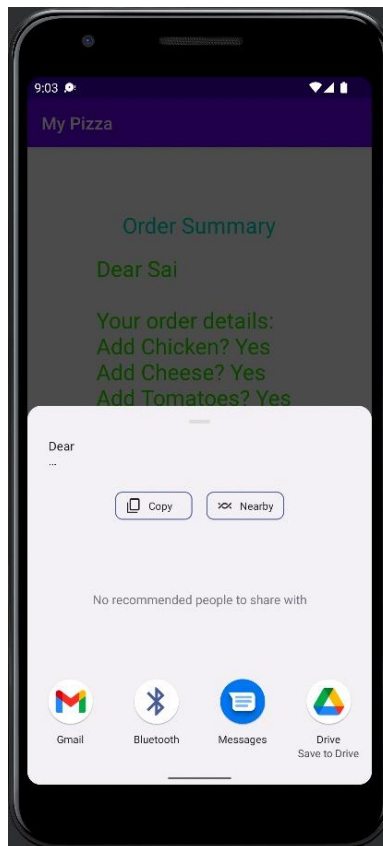 9:03
My Pizza
Order Summary
Dear Sai
Your order details:
Add Chicken? Yes
Add Cheese? Yes
Add Tomatoes? Yes
Dear
...
Copy
Nearby
No recommended people to share with
Gmail
Bluetooth
Messages
Drive
Save to Drive